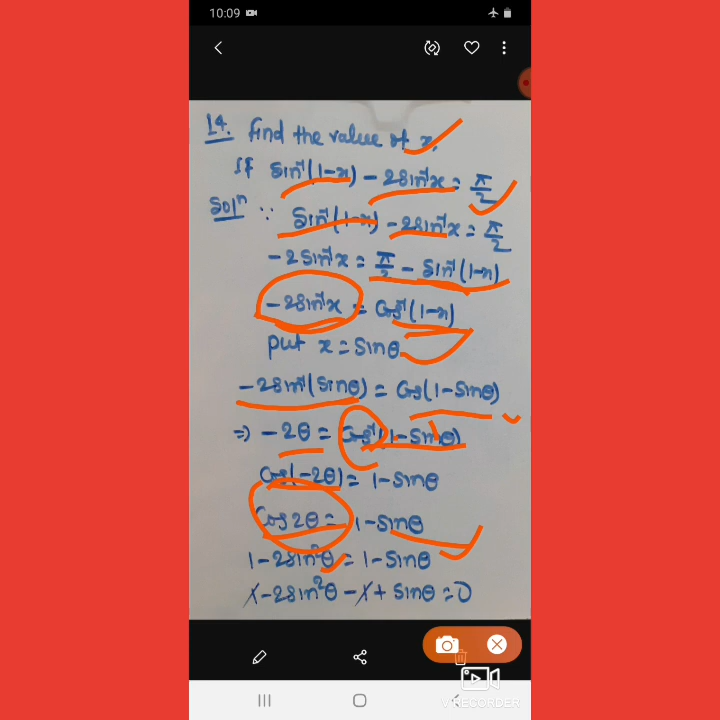 10:09
14. Find the value of x,
If Sin⁻¹(1-x) - 2Sin⁻¹x = π/2
Solⁿ ∵ Sin⁻¹(1-x) - 2Sin⁻¹x = π/2
-2Sin⁻¹x = π/2 - Sin⁻¹(1-x)
-2Sin⁻¹x = Cos⁻¹(1-x)
put x = Sinθ
-2Sin⁻¹(Sinθ) = Cos(1-Sinθ)
⇒ -2θ = Cos⁻¹(1-Sinθ)
Cos(-2θ) = 1-Sinθ
Cos2θ = 1-Sinθ
1-2Sin²θ = 1-Sinθ
1-2Sin²θ -1+ Sinθ = 0
VRECORDER